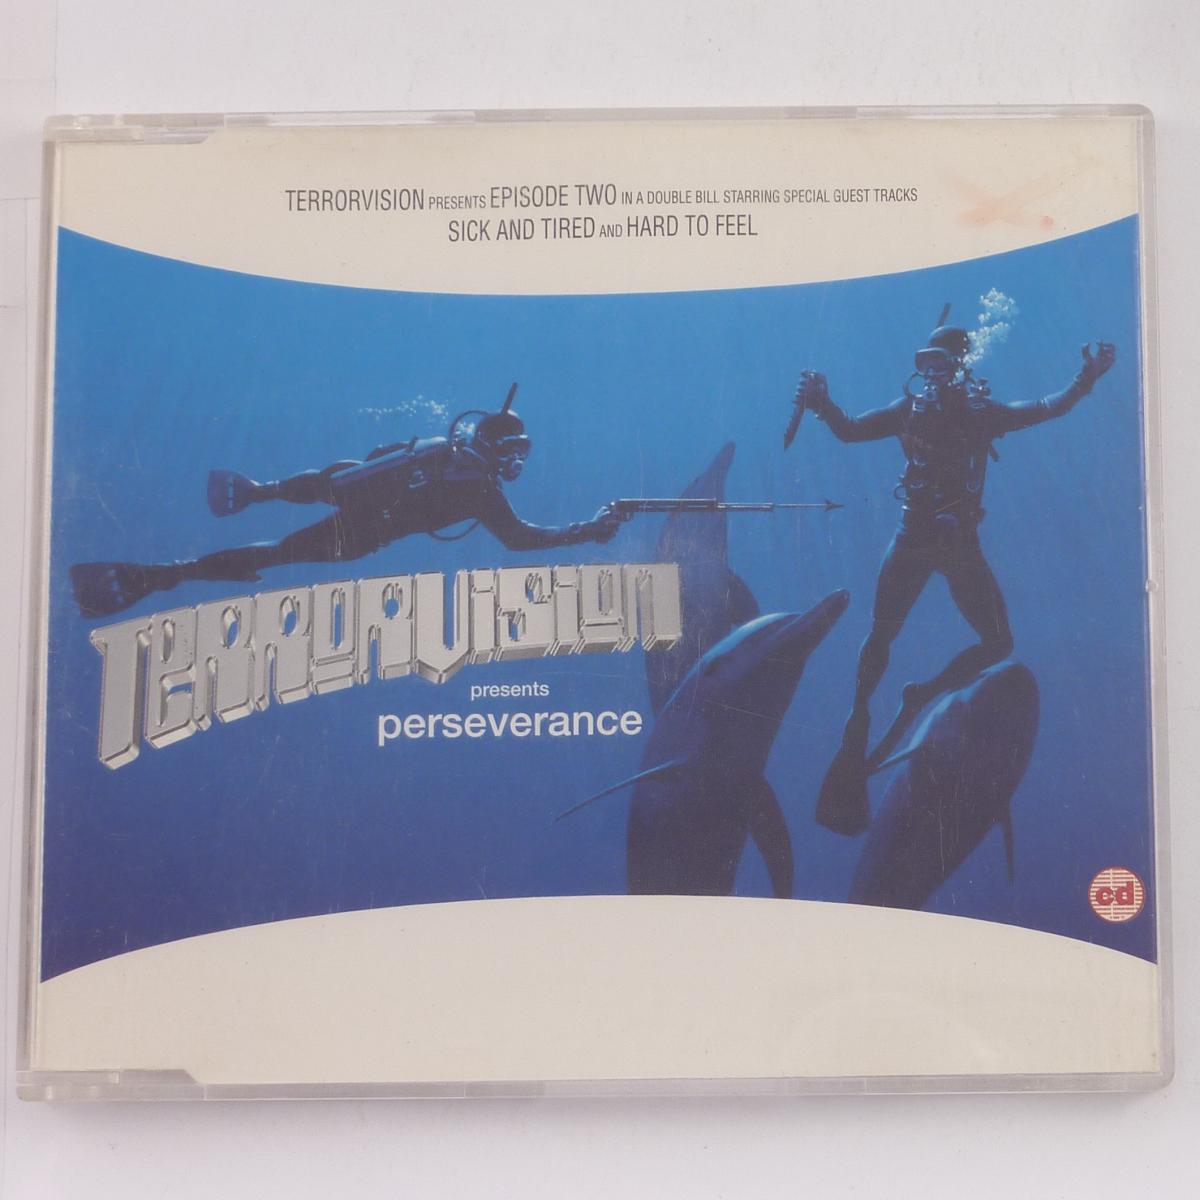 TERRORVISION PRESENTS EPISODE TWO IN A DOUBLE BILL STARRING SPECIAL GUEST TRACKS
SICK AND TIRED AND HARD TO FEEL
TERRORVISION
presents
perseverance
cd